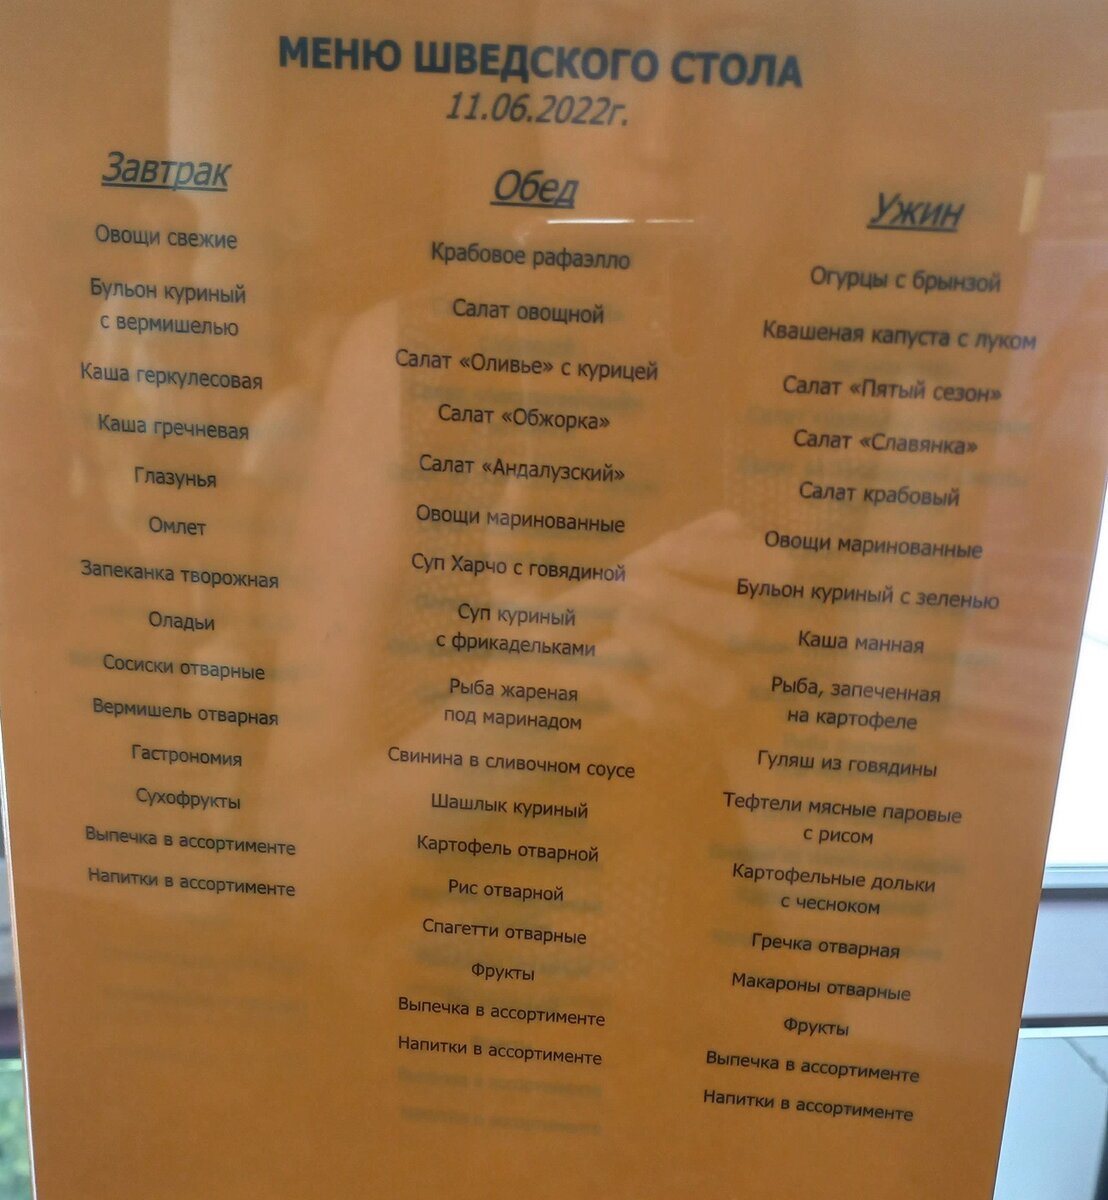 МЕНЮ ШВЕДСКОГО СТОЛА
11.06.2022г.
Завтрак
Овощи свежие
Бульон куриный
с вермишелью
Каша геркулесовая
Каша гречневая
Глазунья
Омлет
Запеканка творожная
Оладьи
Сосиски отварные
Вермишель отварная
Гастрономия
Сухофрукты
Выпечка в ассортименте
Напитки в ассортименте
Обед
Крабовое рафаэлло
Салат овощной
Салат «Оливье» с курицей
Салат «Обжорка»
Салат «Андалузский»
Овощи маринованные
Суп Харчо с говядиной
Суп куриный
с фрикадельками
Рыба жареная
под маринадом
Свинина в сливочном соусе
Шашлык куриный
Картофель отварной
Рис отварной
Спагетти отварные
Фрукты
Выпечка в ассортименте
Напитки в ассортименте
Ужин
Огурцы с брынзой
Квашеная капуста с луком
Салат «Пятый сезон»
Салат «Славянка»
Салат крабовый
Овощи маринованные
Бульон куриный с зеленью
Каша манная
Рыба, запеченная
на картофеле
Гуляш из говядины
Тефтели мясные паровые
с рисом
Картофельные дольки
с чесноком
Гречка отварная
Макароны отварные
Фрукты
Выпечка в ассортименте
Напитки в ассортименте